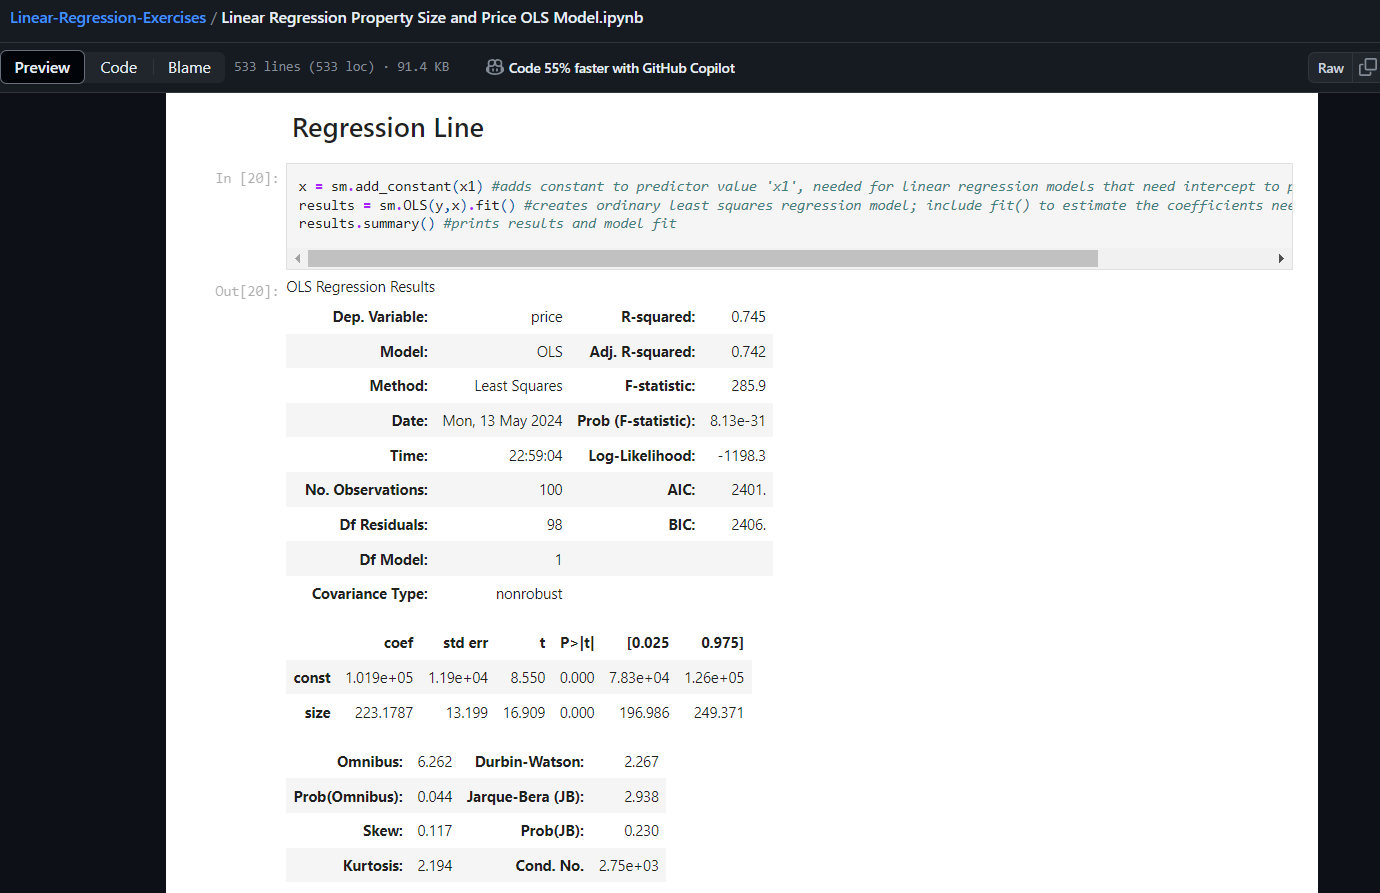 Linear-Regression-Exercises / Linear Regression Property Size and Price OLS Model.ipynb
Preview Code Blame 533 lines (533 loc) · 91.4 KB Code 55% faster with GitHub Copilot Raw
Regression Line
In [20]:
x = sm.add_constant(x1) #adds constant to predictor value 'x1', needed for linear regression models that need intercept to
results = sm.OLS(y,x).fit() #creates ordinary least squares regression model; include fit() to estimate the coefficients
results.summary() #prints results and model fit
Out[20]:
OLS Regression Results
Dep. Variable: price R-squared: 0.745
Model: OLS Adj. R-squared: 0.742
Method: Least Squares F-statistic: 285.9
Date: Mon, 13 May 2024 Prob (F-statistic): 8.13e-31
Time: 22:59:04 Log-Likelihood: -1198.3
No. Observations: 100 AIC: 2401.
Df Residuals: 98 BIC: 2406.
Df Model: 1
Covariance Type: nonrobust
coef std err t P>|t| [0.025 0.975]
const 1.019e+05 1.19e+04 8.550 0.000 7.83e+04 1.26e+05
size 223.1787 13.199 16.909 0.000 196.986 249.371
Omnibus: 6.262 Durbin-Watson: 2.267
Prob(Omnibus): 0.044 Jarque-Bera (JB): 2.938
Skew: 0.117 Prob(JB): 0.230
Kurtosis: 2.194 Cond. No. 2.75e+03